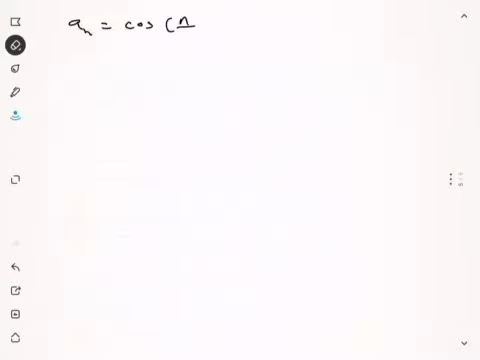 aₙ = cos (n